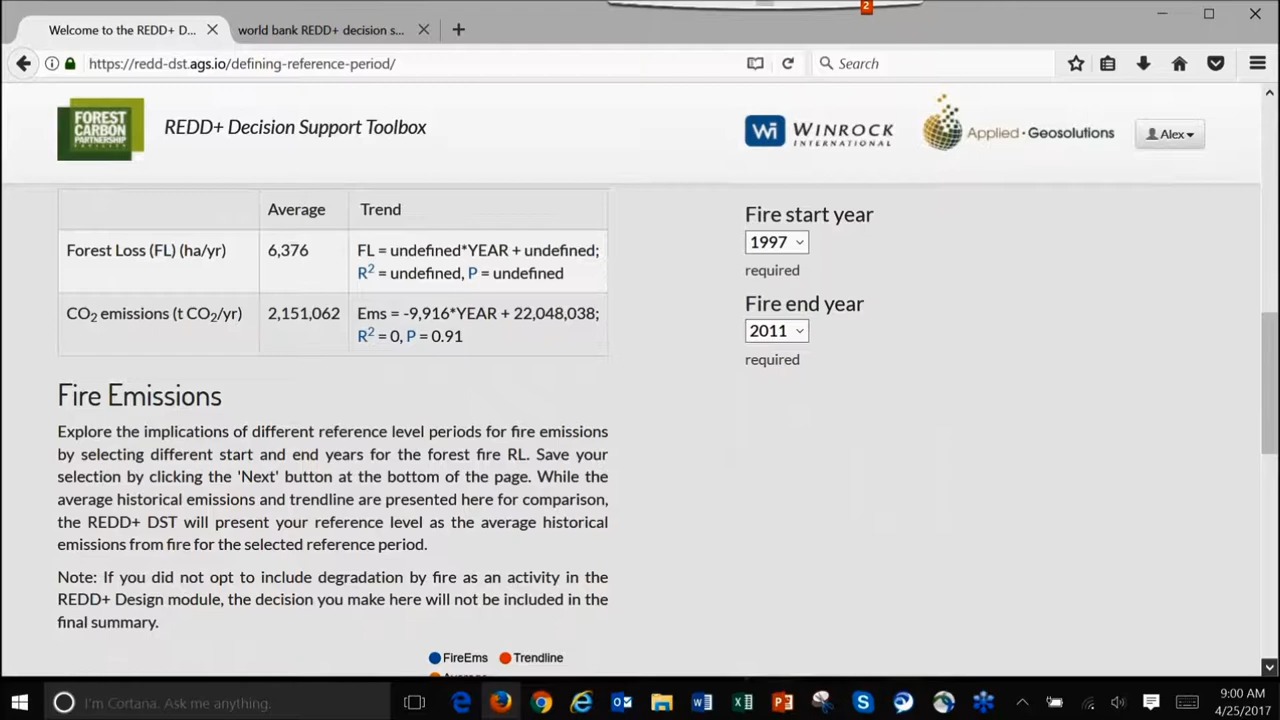 2
Welcome to the REDD+ D...
world bank REDD+ decision s...
https://redd-dst.ags.io/defining-reference-period/
Search
FOREST
CARBON
PARTNERSHIP
REDD+ Decision Support Toolbox
Wi WINROCK
INTERNATIONAL
Applied · Geosolutions
Alex
Average Trend
Forest Loss (FL) (ha/yr) 6,376 FL = undefined*YEAR + undefined;
R² = undefined, P = undefined
CO₂ emissions (t CO₂/yr) 2,151,062 Ems = -9,916*YEAR + 22,048,038;
R² = 0, P = 0.91
Fire start year
1997
required
Fire end year
2011
required
Fire Emissions
Explore the implications of different reference level periods for fire emissions
by selecting different start and end years for the forest fire RL. Save your
selection by clicking the 'Next' button at the bottom of the page. While the
average historical emissions and trendline are presented here for comparison,
the REDD+ DST will present your reference level as the average historical
emissions from fire for the selected reference period.
Note: If you did not opt to include degradation by fire as an activity in the
REDD+ Design module, the decision you make here will not be included in the
final summary.
FireEms Trendline
I'm Cortana. Ask me anything.
9:00 AM
4/25/2017